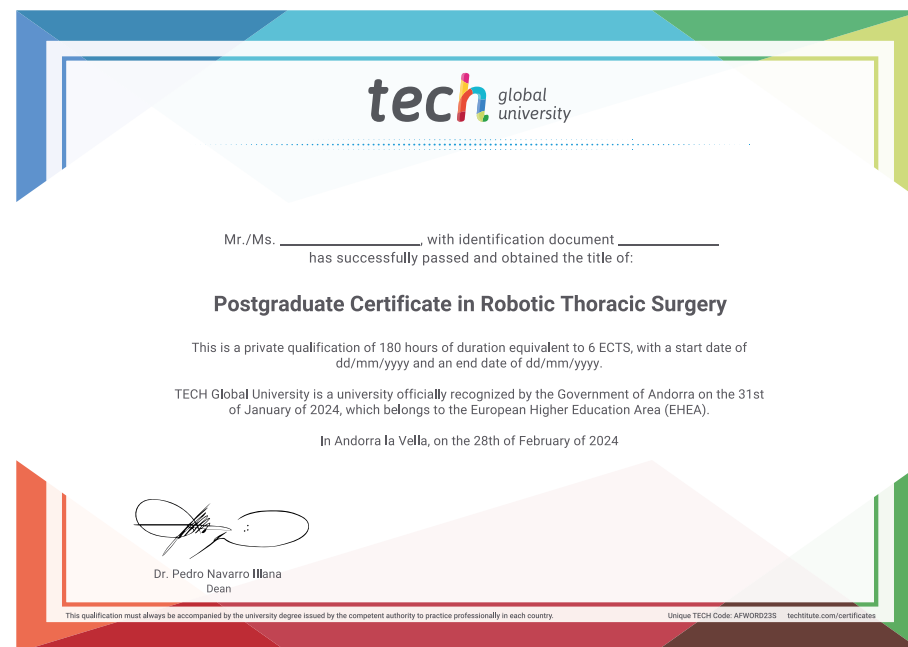 tech global university
Mr./Ms. ____________, with identification document ____________
has successfully passed and obtained the title of:
Postgraduate Certificate in Robotic Thoracic Surgery
This is a private qualification of 180 hours of duration equivalent to 6 ECTS, with a start date of
dd/mm/yyyy and an end date of dd/mm/yyyy.
TECH Global University is a university officially recognized by the Government of Andorra on the 31st
of January of 2024, which belongs to the European Higher Education Area (EHEA).
In Andorra la Vella, on the 28th of February of 2024
Dr. Pedro Navarro Illana
Dean
This qualification must always be accompanied by the university degree issued by the competent authority to practice professionally in each country.
Unique TECH Code: AFWORD23S techtitute.com/certificates